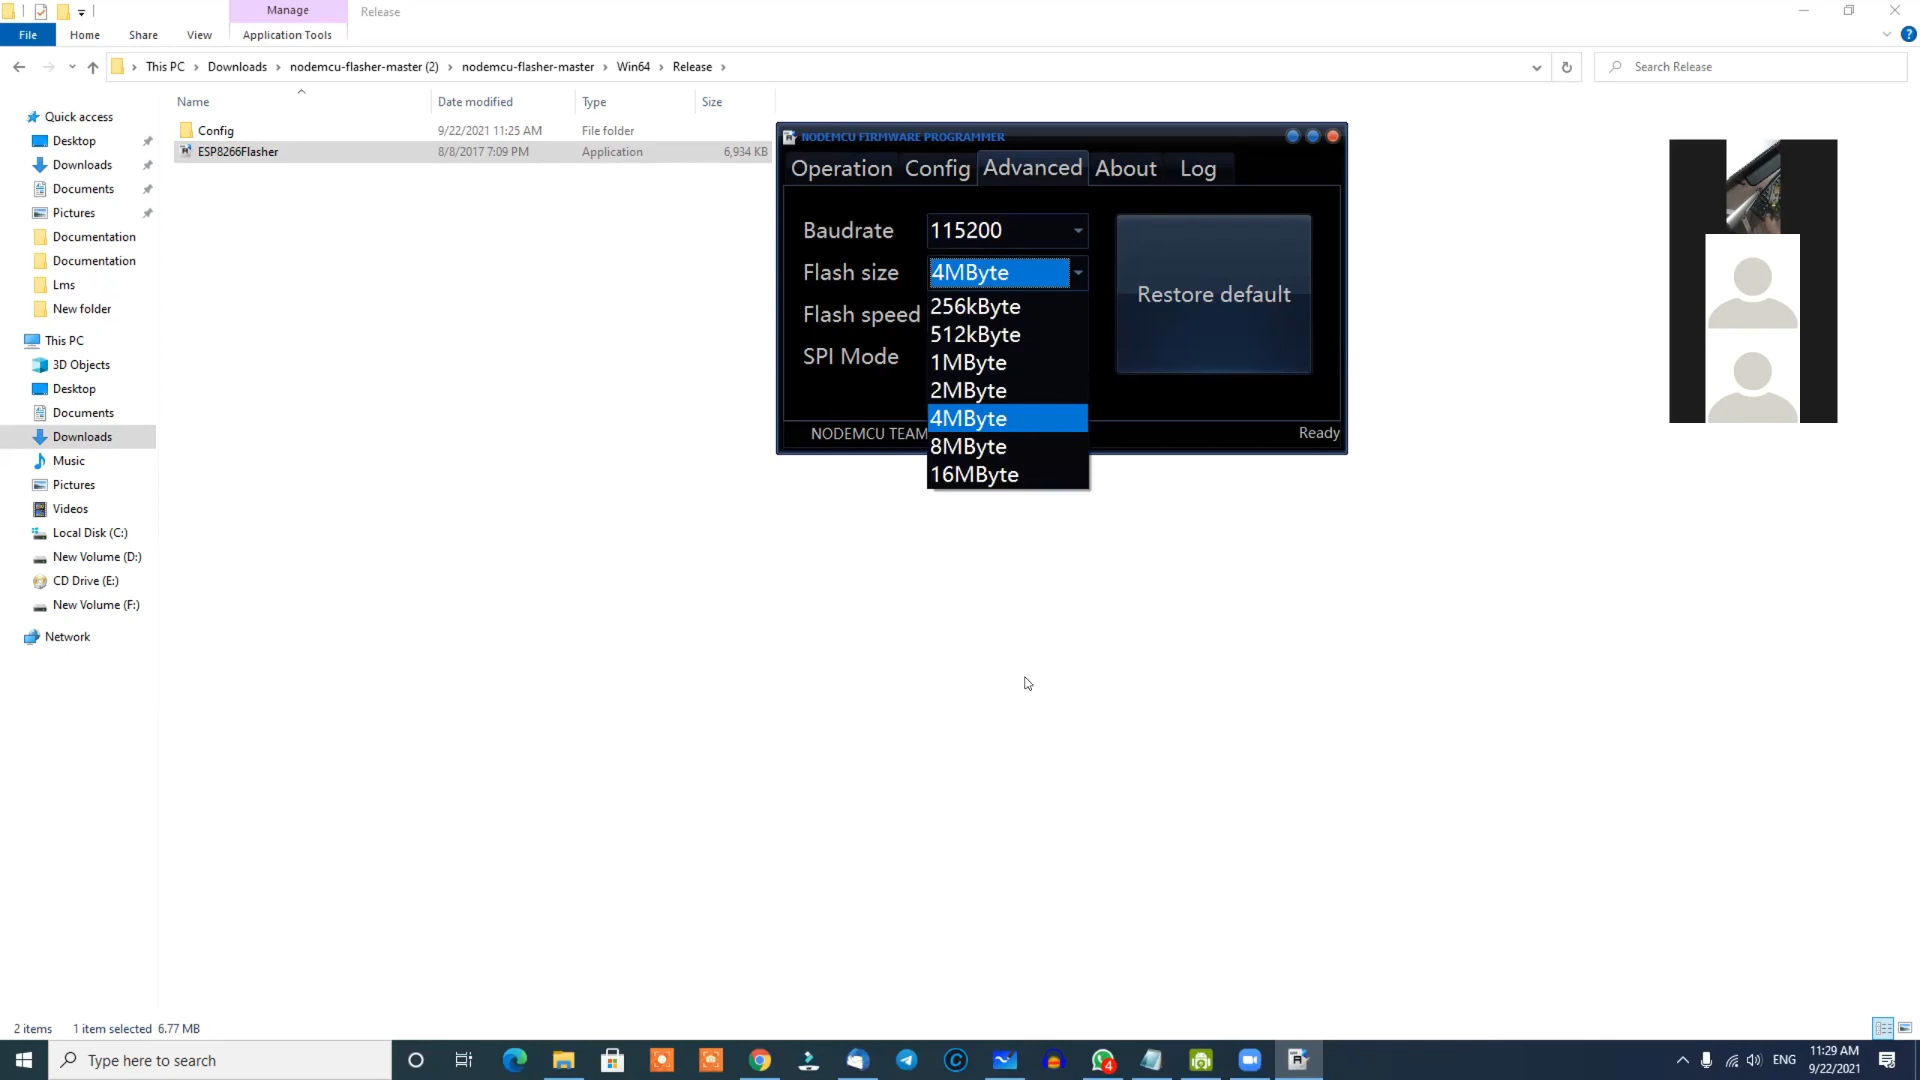 Manage
Release
File
Home
Share
View
Application Tools
This PC
Downloads
nodemcu-flasher-master (2)
nodemcu-flasher-master
Win64
Release
Search Release
Name
Date modified
Type
Size
Config
9/22/2021 11:25 AM
File folder
ESP8266Flasher
8/8/2017 7:09 PM
Application
6,934 KB
Quick access
Desktop
Downloads
Documents
Pictures
Documentation
Documentation
Lms
New folder
This PC
3D Objects
Desktop
Documents
Downloads
Music
Pictures
Videos
Local Disk (C:)
New Volume (D:)
CD Drive (E:)
New Volume (F:)
Network
NODEMCU FIRMWARE PROGRAMMER
Operation
Config
Advanced
About
Log
Baudrate
115200
Flash size
4MByte
Flash speed
SPI Mode
256kByte
512kByte
1MByte
2MByte
4MByte
8MByte
16MByte
Restore default
NODEMCU TEAM
Ready
2 items
1 item selected 6.77 MB
Type here to search
4
ENG
11:29 AM
9/22/2021